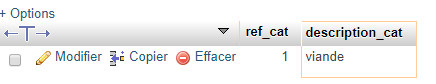 + Options
ref_cat description_cat
Modifier Copier Effacer 1 viande